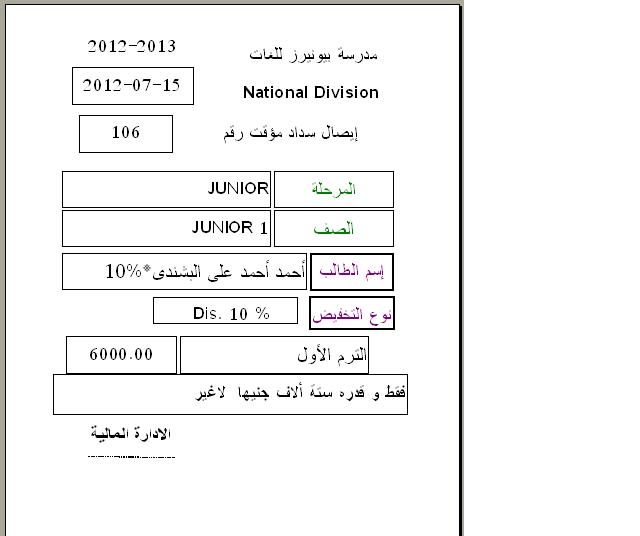 مدرسة بيونيرز للغات 2012-2013
National Division 2012-07-15
إيصال سداد مؤقت رقم 106
المرحلة JUNIOR
الصف JUNIOR 1
إسم الطالب أحمد أحمد على البشندى*10%
نوع التخفيض Dis. 10 %
الترم الأول 6000.00
فقط و قدره ستة ألاف جنيها لاغير
الادارة المالية